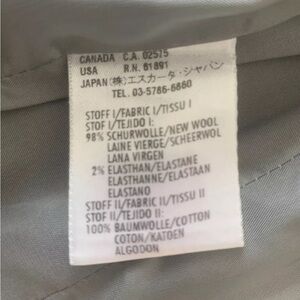 CANADA C.A. 02575
USA R.N. 81891
JAPAN (株)エスカーダ・ジャパン
TEL. 03-5786-6660
STOFF I/FABRIC I/TISSU I
STOF I/TEJIDO I:
98% SCHURWOLLE/NEW WOOL
LAINE VIERGE/SCHEERWOL
LANA VIRGEN
2% ELASTHAN/ELASTANE
ELASTHANNE/ELASTAAN
ELASTANO
STOFF II/FABRIC II/TISSU II
STOF II/TEJIDO II:
100% BAUMWOLLE/COTTON
COTON/KATOEN
ALGODON